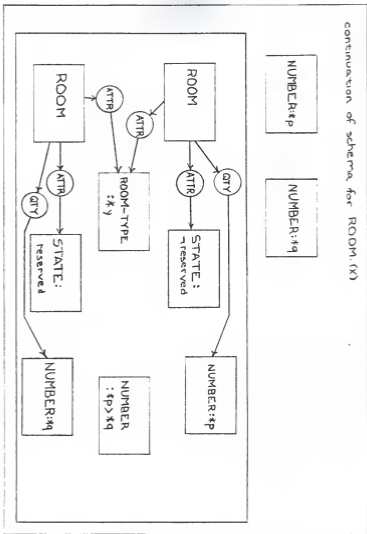 continuation of schema for ROOM.(x)
NUMBER:*p
NUMBER:*q
QTY
NUMBER:*p
ROOM
ATTR
STATE:
¬reserved
ATTR
ROOM-TYPE
:*y
NUMBER
:*p>*q
ATTR
ROOM
ATTR
STATE:
reserved
QTY
NUMBER:*q